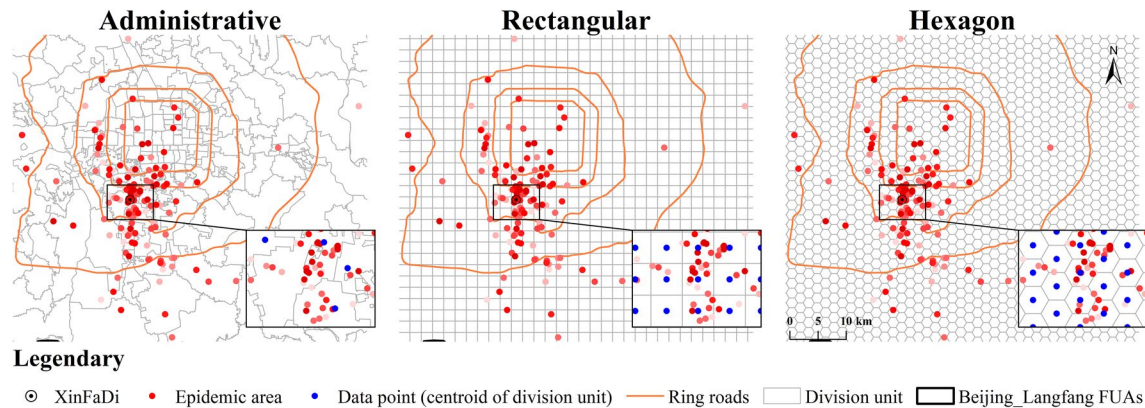 Administrative
Rectangular
Hexagon
N
0 5 10 km
Legendary
XinFaDi Epidemic area Data point (centroid of division unit) Ring roads Division unit Beijing_Langfang FUAs